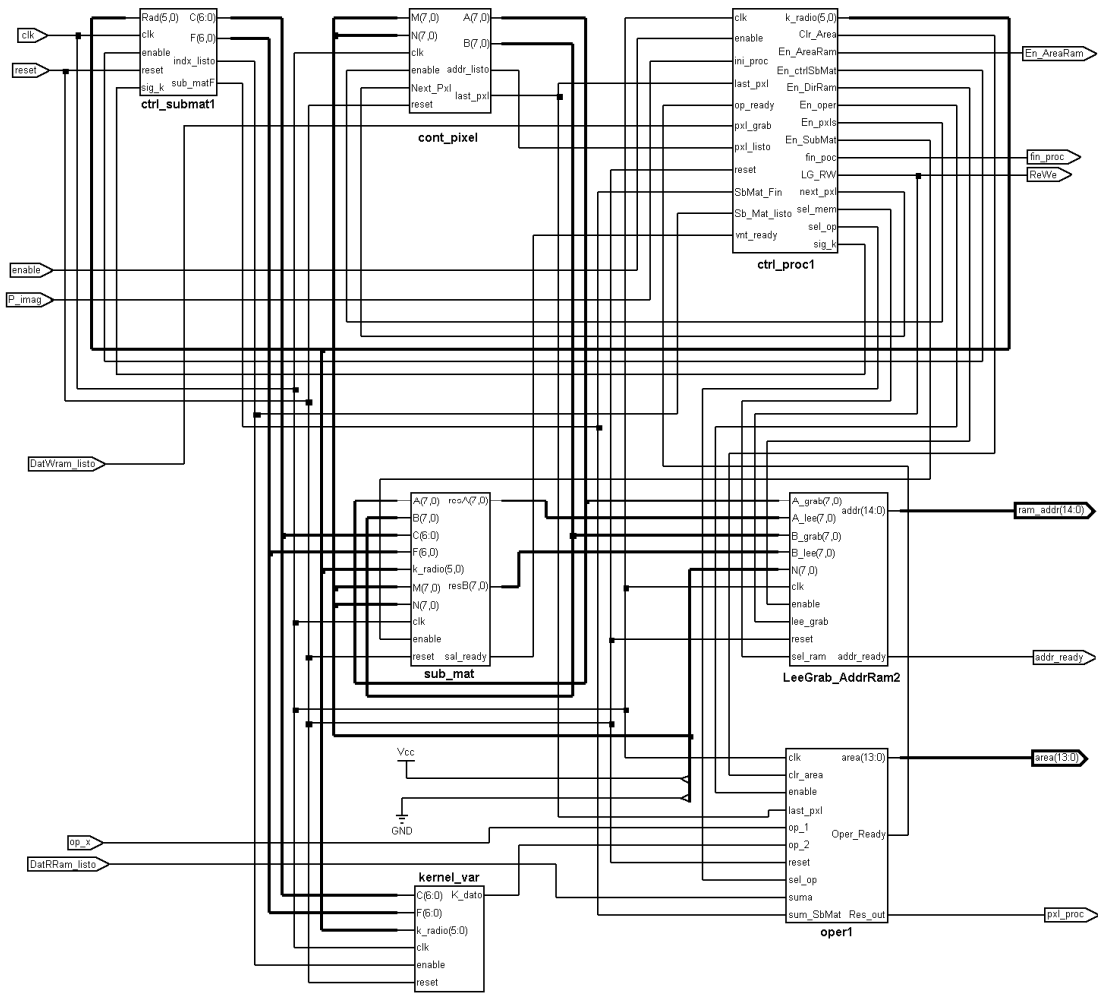 clk
reset
enable
P_imag
DatWram_listo
op_x
DatRRam_listo
Rad(5,0)
clk
enable
reset
sig_k
C(6:0)
F(6,0)
indx_listo
sub_matF
ctrl_submat1
M(7,0)
N(7,0)
clk
enable
Next_Pxl
reset
A(7,0)
B(7,0)
addr_listo
last_pxl
cont_pixel
clk
enable
ini_proc
last_pxl
op_ready
pxl_grab
pxl_listo
reset
SbMat_Fin
Sb_Mat_listo
vnt_ready
k_radio(5,0)
Clr_Area
En_AreaRam
En_ctrlSbMat
En_DirRam
En_oper
En_pxls
En_SubMat
fin_poc
LG_RW
next_pxl
sel_mem
sel_op
sig_k
ctrl_proc1
En_AreaRam
fin_proc
ReWe
A(7,0)
B(7,0)
C(6:0)
F(6,0)
k_radio(5,0)
M(7,0)
N(7,0)
clk
enable
reset
resA(7,0)
resB(7,0)
sal_ready
sub_mat
A_grab(7,0)
A_lee(7,0)
B_grab(7,0)
B_lee(7,0)
N(7,0)
clk
enable
lee_grab
reset
sel_ram
addr(14:0)
addr_ready
LeeGrab_AddrRam2
ram_addr(14:0)
addr_ready
Vcc
GND
clk
clr_area
enable
last_pxl
op_1
op_2
reset
sel_op
suma
sum_SbMat
area(13:0)
Oper_Ready
Res_out
oper1
area(13:0)
pxl_proc
kernel_var
C(6:0)
F(6:0)
k_radio(5:0)
clk
enable
reset
K_dato